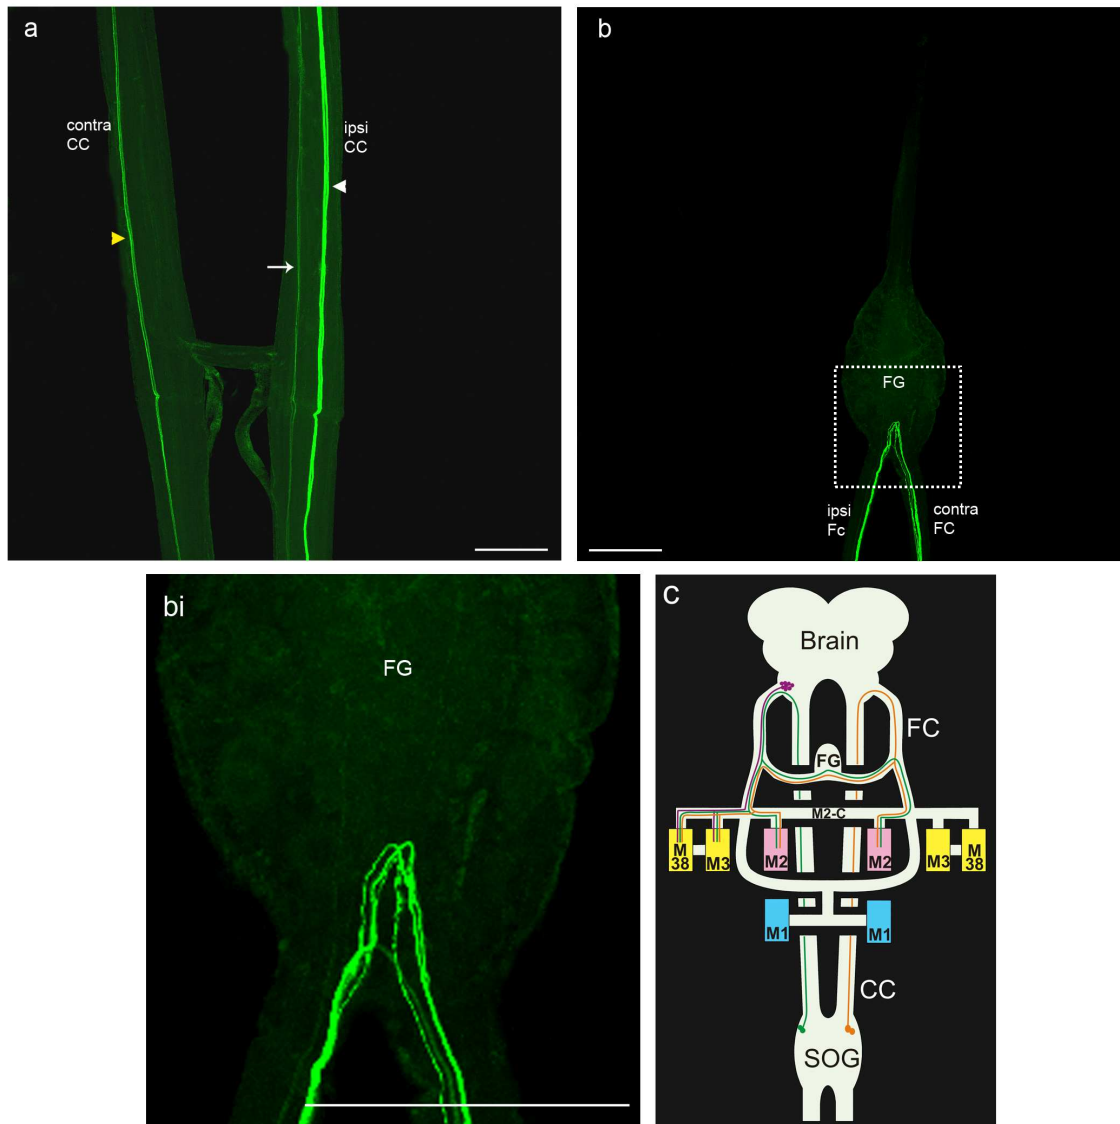 a
contra
CC
ipsi
CC
b
FG
ipsi
Fc
contra
FC
bi
FG
c
Brain
FC
FG
M2-C
M
38
M3
M2
M2
M3
M
38
M1
M1
CC
SOG